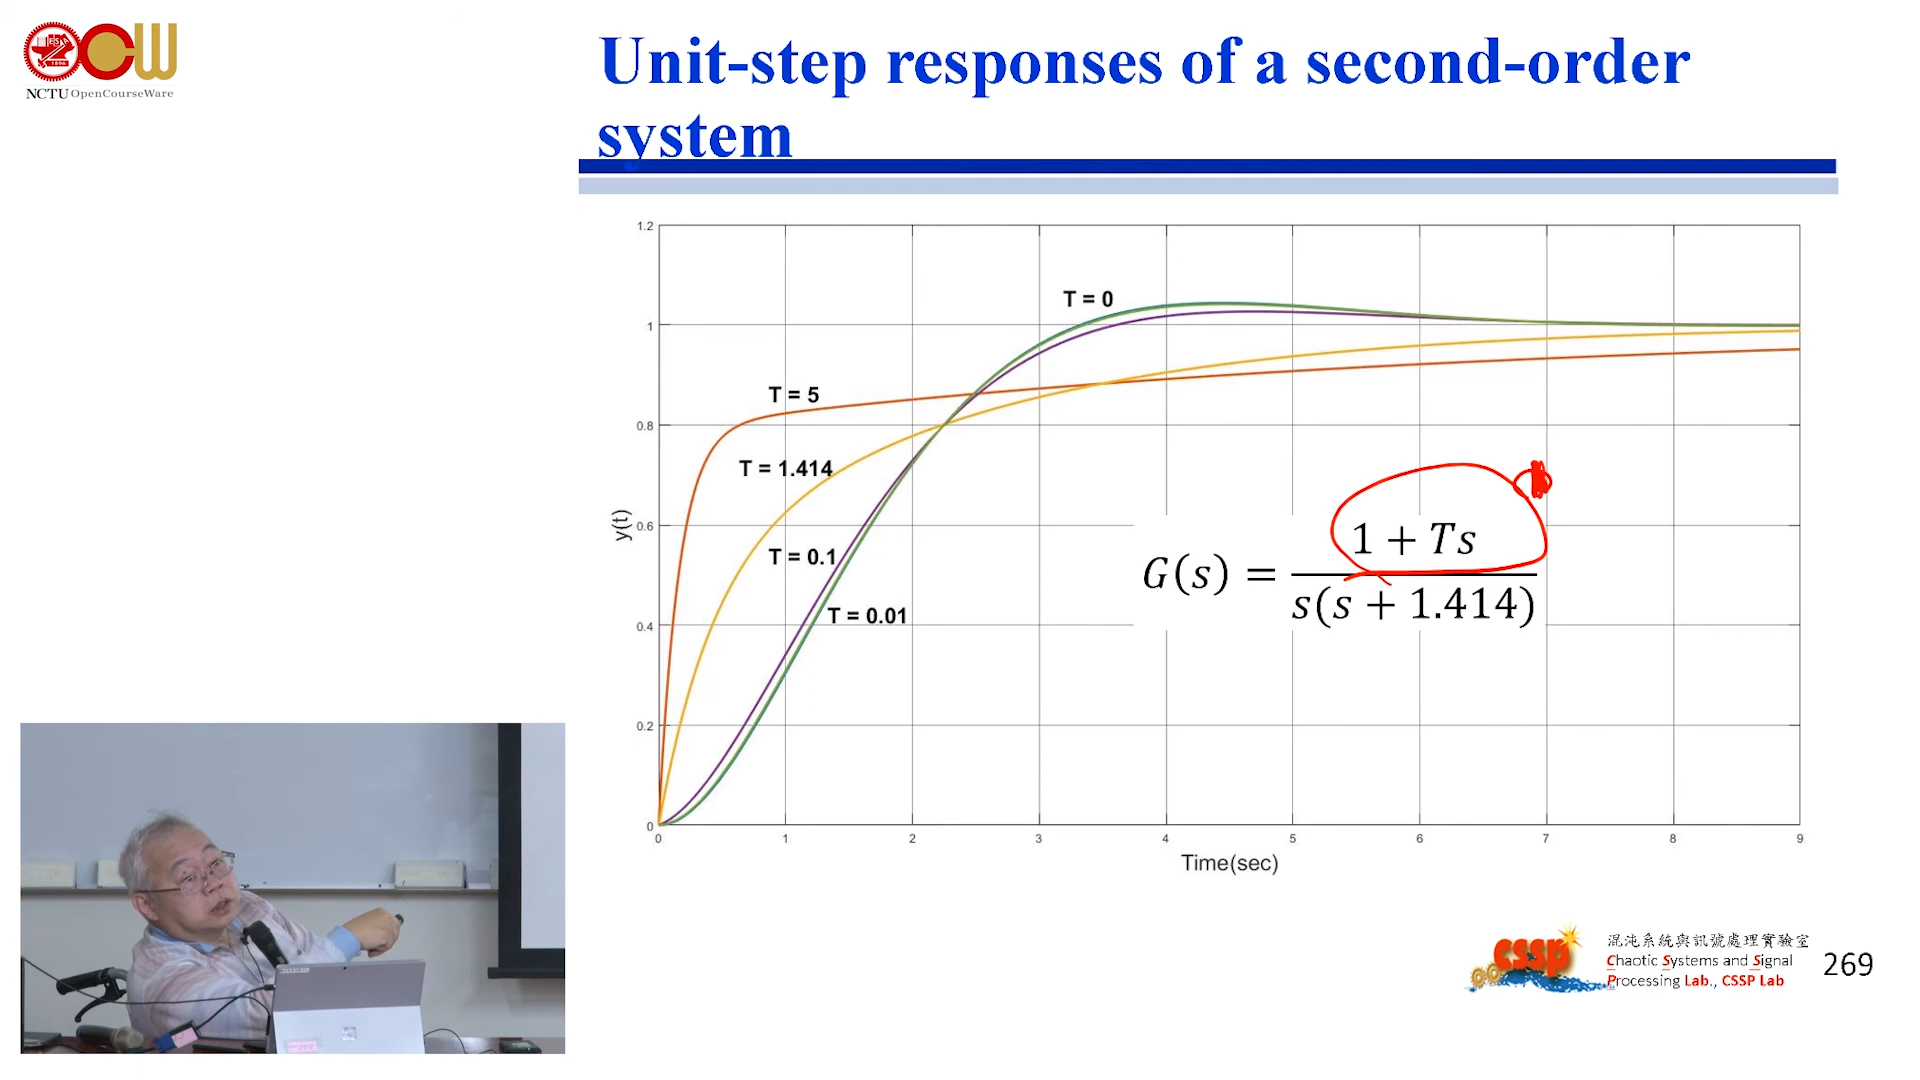 NCTU OpenCourseWare
Unit-step responses of a second-order
system
1.2
1
0.8
0.6
0.4
0.2
0
y(t)
T = 0
T = 5
T = 1.414
T = 0.1
T = 0.01
G(s) = (1 + Ts) / (s(s + 1.414))
0 1 2 3 4 5 6 7 8 9
Time(sec)
cssp
混沌系統與訊號處理實驗室
Chaotic Systems and Signal
Processing Lab., CSSP Lab
269